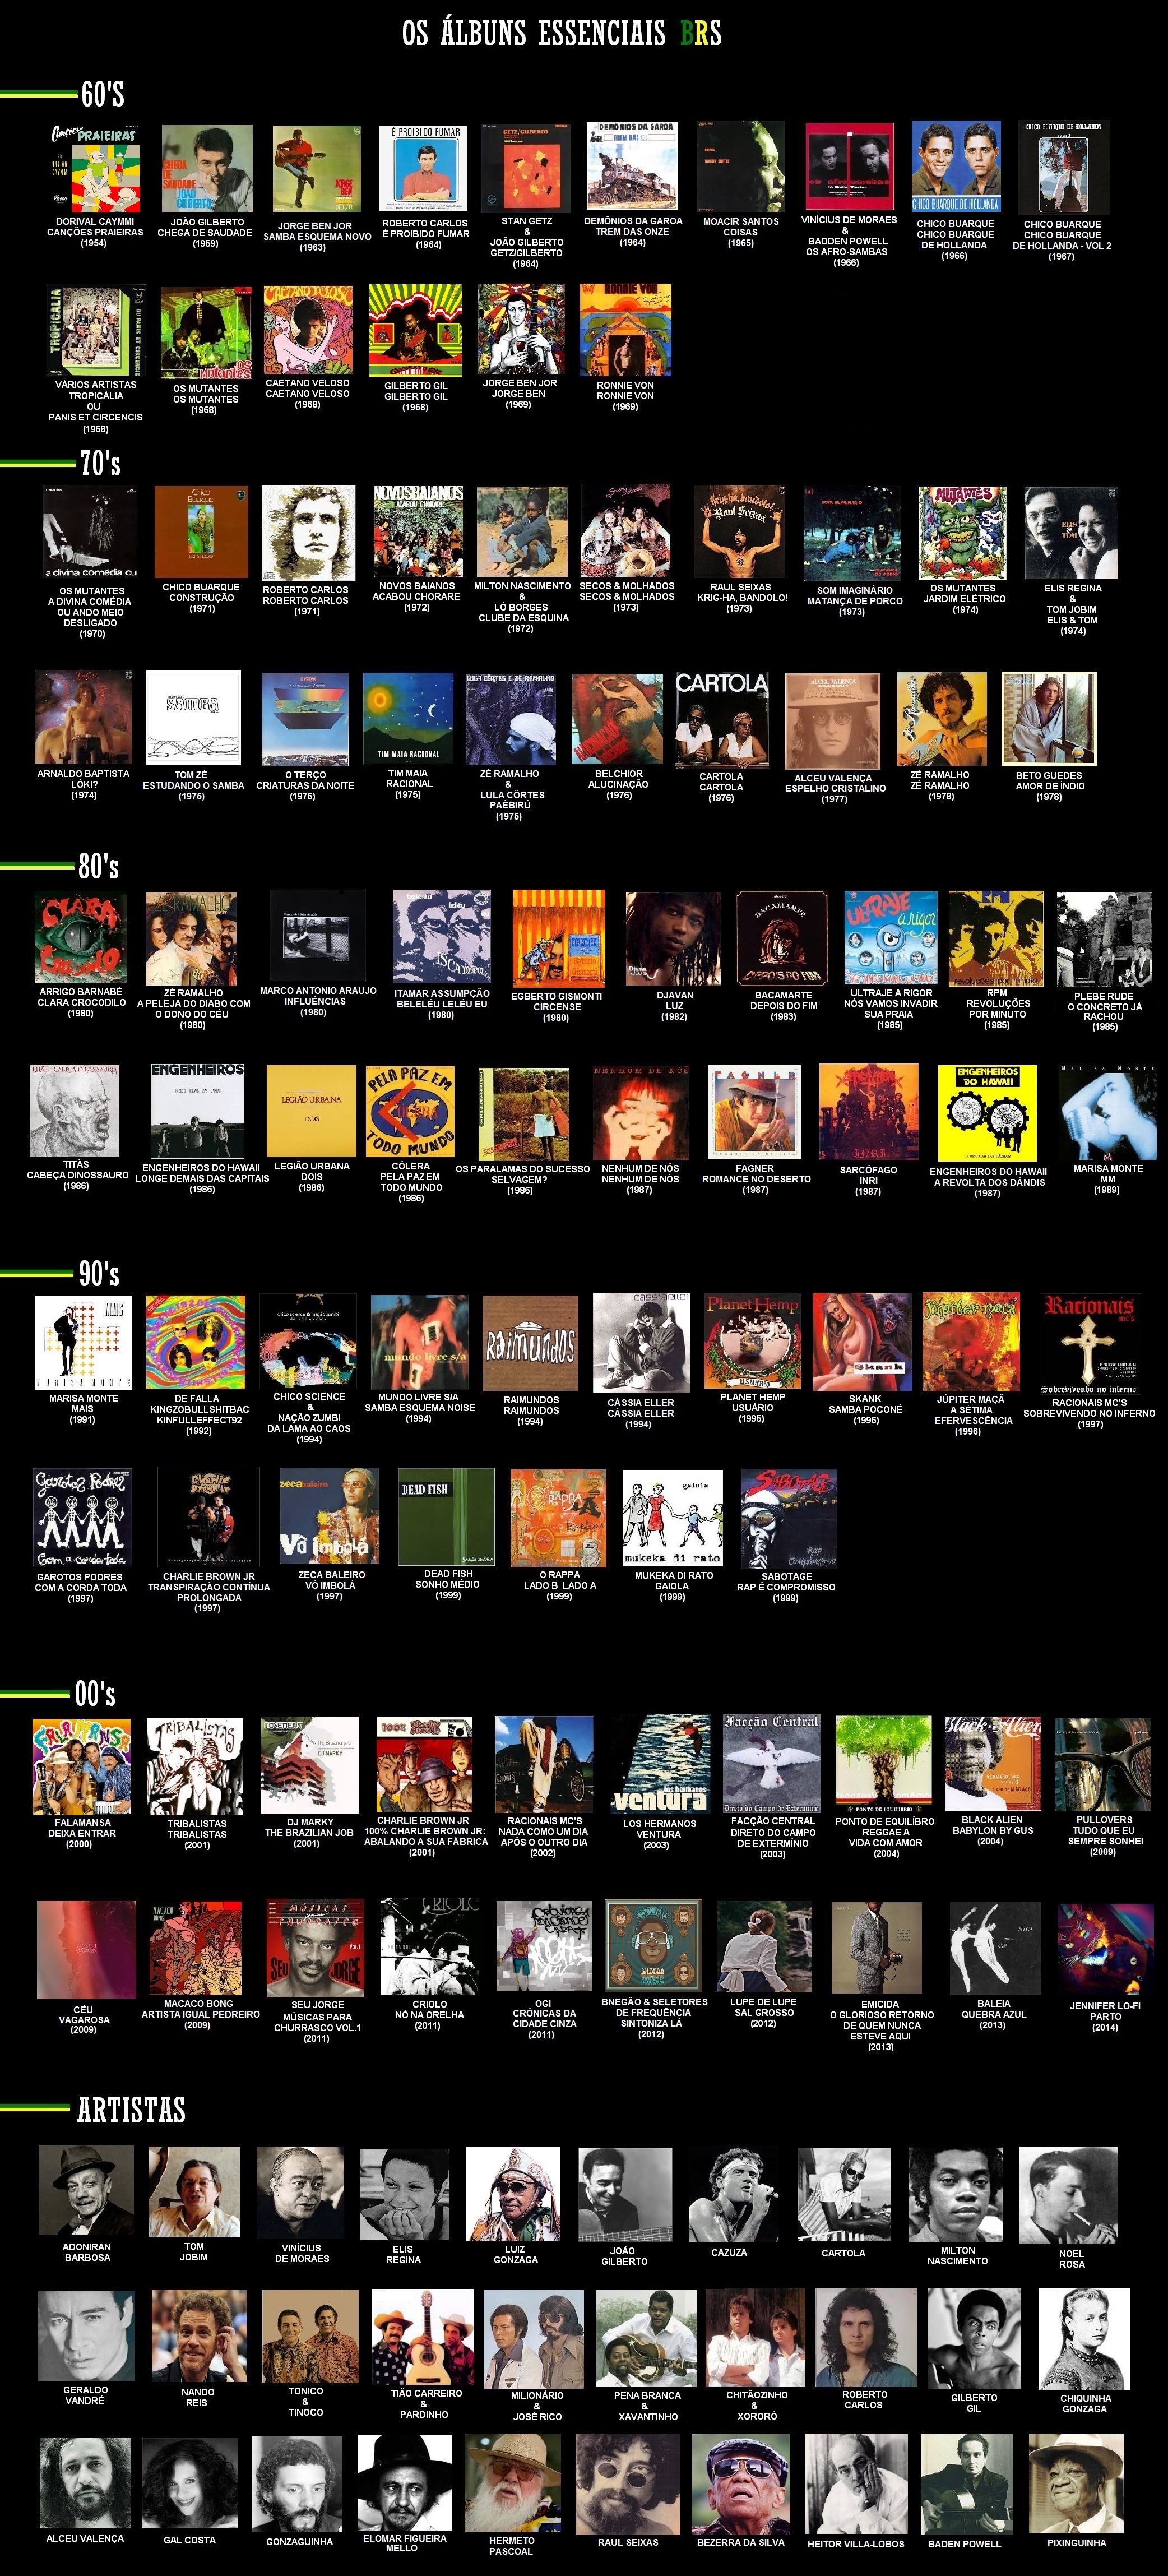 OS ÁLBUNS ESSENCIAIS BRS
60'S
DORIVAL CAYMMI
CANÇÕES PRAIEIRAS
(1954)
JOÃO GILBERTO
CHEGA DE SAUDADE
(1959)
JORGE BEN JOR
SAMBA ESQUEMA NOVO
(1963)
ROBERTO CARLOS
É PROIBIDO FUMAR
(1964)
STAN GETZ
&
JOÃO GILBERTO
GETZ/GILBERTO
(1964)
DEMÔNIOS DA GAROA
TREM DAS ONZE
(1964)
MOACIR SANTOS
COISAS
(1965)
VINÍCIUS DE MORAES
&
BADDEN POWELL
OS AFRO-SAMBAS
(1966)
CHICO BUARQUE
CHICO BUARQUE
DE HOLLANDA
(1966)
CHICO BUARQUE
CHICO BUARQUE
DE HOLLANDA - VOL 2
(1967)
VÁRIOS ARTISTAS
TROPICÁLIA
OU
PANIS ET CIRCENCIS
(1968)
OS MUTANTES
OS MUTANTES
(1968)
CAETANO VELOSO
CAETANO VELOSO
(1968)
GILBERTO GIL
GILBERTO GIL
(1968)
JORGE BEN JOR
JORGE BEN
(1969)
RONNIE VON
RONNIE VON
(1969)
70's
OS MUTANTES
A DIVINA COMÉDIA
OU ANDO MEIO
DESLIGADO
(1970)
CHICO BUARQUE
CONSTRUÇÃO
(1971)
ROBERTO CARLOS
ROBERTO CARLOS
(1971)
NOVOS BAIANOS
ACABOU CHORARE
(1972)
MILTON NASCIMENTO
&
LÔ BORGES
CLUBE DA ESQUINA
(1972)
SECOS & MOLHADOS
SECOS & MOLHADOS
(1973)
RAUL SEIXAS
KRIG-HA, BANDOLO!
(1973)
SOM IMAGINÁRIO
MATANÇA DE PORCO
(1973)
OS MUTANTES
JARDIM ELÉTRICO
(1974)
ELIS REGINA
&
TOM JOBIM
ELIS & TOM
(1974)
ARNALDO BAPTISTA
LÓKI?
(1974)
TOM ZÉ
ESTUDANDO O SAMBA
(1975)
O TERÇO
CRIATURAS DA NOITE
(1975)
TIM MAIA
RACIONAL
(1975)
ZÉ RAMALHO
&
LULA CÔRTES
PAÊBIRÚ
(1975)
BELCHIOR
ALUCINAÇÃO
(1976)
CARTOLA
CARTOLA
(1976)
ALCEU VALENÇA
ESPELHO CRISTALINO
(1977)
ZÉ RAMALHO
ZÉ RAMALHO
(1978)
BETO GUEDES
AMOR DE ÍNDIO
(1978)
80's
ARRIGO BARNABÉ
CLARA CROCODILO
(1980)
ZÉ RAMALHO
A PELEJA DO DIABO COM
O DONO DO CÉU
(1980)
MARCO ANTONIO ARAUJO
INFLUÊNCIAS
(1980)
ITAMAR ASSUMPÇÃO
BELELÉU LELÉU EU
(1980)
EGBERTO GISMONTI
CIRCENSE
(1980)
DJAVAN
LUZ
(1982)
BACAMARTE
DEPOIS DO FIM
(1983)
ULTRAJE A RIGOR
NÓS VAMOS INVADIR
SUA PRAIA
(1985)
RPM
REVOLUÇÕES
POR MINUTO
(1985)
PLEBE RUDE
O CONCRETO JÁ
RACHOU
(1985)
TITÃS
CABEÇA DINOSSAURO
(1986)
ENGENHEIROS DO HAWAII
LONGE DEMAIS DAS CAPITAIS
(1986)
LEGIÃO URBANA
DOIS
(1986)
CÓLERA
PELA PAZ EM
TODO MUNDO
(1986)
OS PARALAMAS DO SUCESSO
SELVAGEM?
(1986)
NENHUM DE NÓS
NENHUM DE NÓS
(1987)
FAGNER
ROMANCE NO DESERTO
(1987)
SARCÓFAGO
INRI
(1987)
ENGENHEIROS DO HAWAII
A REVOLTA DOS DÂNDIS
(1987)
MARISA MONTE
MM
(1989)
90's
MARISA MONTE
MAIS
(1991)
DE FALLA
KINGZOBULLSHITBAC
KINFULLEFFECT92
(1992)
CHICO SCIENCE
&
NAÇÃO ZUMBI
DA LAMA AO CAOS
(1994)
MUNDO LIVRE S/A
SAMBA ESQUEMA NOISE
(1994)
RAIMUNDOS
RAIMUNDOS
(1994)
CÁSSIA ELLER
CÁSSIA ELLER
(1994)
PLANET HEMP
USUÁRIO
(1995)
SKANK
SAMBA POCONÉ
(1996)
JÚPITER MAÇÃ
A SÉTIMA
EFERVESCÊNCIA
(1996)
RACIONAIS MC'S
SOBREVIVENDO NO INFERNO
(1997)
GAROTOS PODRES
COM A CORDA TODA
(1997)
CHARLIE BROWN JR
TRANSPIRAÇÃO CONTÍNUA
PROLONGADA
(1997)
ZECA BALEIRO
VÔ IMBOLÁ
(1997)
DEAD FISH
SONHO MÉDIO
(1999)
O RAPPA
LADO B LADO A
(1999)
MUKEKA DI RATO
GAIOLA
(1999)
SABOTAGE
RAP É COMPROMISSO
(1999)
00's
FALAMANSA
DEIXA ENTRAR
(2000)
TRIBALISTAS
TRIBALISTAS
(2001)
DJ MARKY
THE BRAZILIAN JOB
(2001)
CHARLIE BROWN JR
100% CHARLIE BROWN JR:
ABALANDO A SUA FÁBRICA
(2001)
RACIONAIS MC'S
NADA COMO UM DIA
APÓS O OUTRO DIA
(2002)
LOS HERMANOS
VENTURA
(2003)
FACÇÃO CENTRAL
DIRETO DO CAMPO
DE EXTERMÍNIO
(2003)
PONTO DE EQUILÍBRO
REGGAE A
VIDA COM AMOR
(2004)
BLACK ALIEN
BABYLON BY GUS
(2004)
PULLOVERS
TUDO QUE EU
SEMPRE SONHEI
(2009)
CÉU
VAGAROSA
(2009)
MACACO BONG
ARTISTA IGUAL PEDREIRO
(2009)
SEU JORGE
MÚSICAS PARA
CHURRASCO VOL.1
(2011)
CRIOLO
NÓ NA ORELHA
(2011)
OGI
CRÔNICAS DA
CIDADE CINZA
(2011)
BNEGÃO & SELETORES
DE FREQUÊNCIA
SINTONIZA LÁ
(2012)
LUPE DE LUPE
SAL GROSSO
(2012)
EMICIDA
O GLORIOSO RETORNO
DE QUEM NUNCA
ESTEVE AQUI
(2013)
BALEIA
QUEBRA AZUL
(2013)
JENNIFER LO-FI
PARTO
(2014)
ARTISTAS
ADONIRAN
BARBOSA
TOM
JOBIM
VINÍCIUS
DE MORAES
ELIS
REGINA
LUIZ
GONZAGA
JOÃO
GILBERTO
CAZUZA
CARTOLA
MILTON
NASCIMENTO
NOEL
ROSA
GERALDO
VANDRÉ
NANDO
REIS
TONICO
&
TINOCO
TIÃO CARREIRO
&
PARDINHO
MILIONÁRIO
&
JOSÉ RICO
PENA BRANCA
&
XAVANTINHO
CHITÃOZINHO
&
XORORÓ
ROBERTO
CARLOS
GILBERTO
GIL
CHIQUINHA
GONZAGA
ALCEU VALENÇA
GAL COSTA
GONZAGUINHA
ELOMAR FIGUEIRA
MELLO
HERMETO
PASCOAL
RAUL SEIXAS
BEZERRA DA SILVA
HEITOR VILLA-LOBOS
BADEN POWELL
PIXINGUINHA